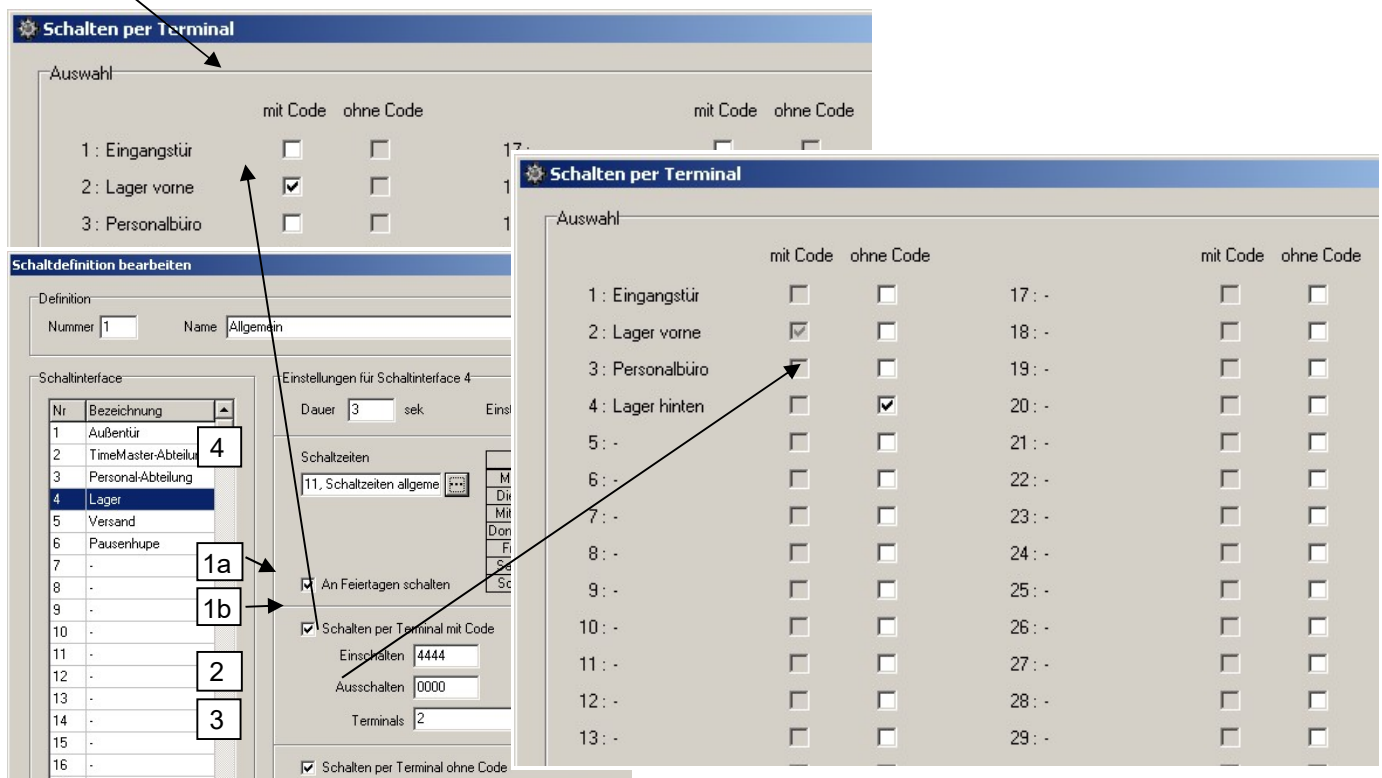 Schalten per Terminal
Auswahl
mit Code ohne Code mit Code ohne Code
1 : Eingangstür 17 : -
2 : Lager vorne
3 : Personalbüro
Schalten per Terminal
Auswahl
mit Code ohne Code mit Code ohne Code
1 : Eingangstür 17 : -
2 : Lager vorne 18 : -
3 : Personalbüro 19 : -
4 : Lager hinten 20 : -
5 : - 21 : -
6 : - 22 : -
7 : - 23 : -
8 : - 24 : -
9 : - 25 : -
10 : - 26 : -
11 : - 27 : -
12 : - 28 : -
13 : - 29 : -
Schaltdefinition bearbeiten
Definition
Nummer 1 Name Allgemein
Schaltinterface
Nr Bezeichnung
1 Außentür
2 TimeMaster-Abteilu
3 Personal-Abteilung
4 Lager
5 Versand
6 Pausenhupe
7 -
8 -
9 -
10 -
11 -
12 -
13 -
14 -
15 -
16 -
4
1a
1b
2
3
Einstellungen für Schaltinterface 4
Dauer 3 sek
Schaltzeiten
11, Schaltzeiten allgeme ...
An Feiertagen schalten
Schalten per Terminal mit Code
Einschalten 4444
Ausschalten 0000
Terminals 2
Schalten per Terminal ohne Code